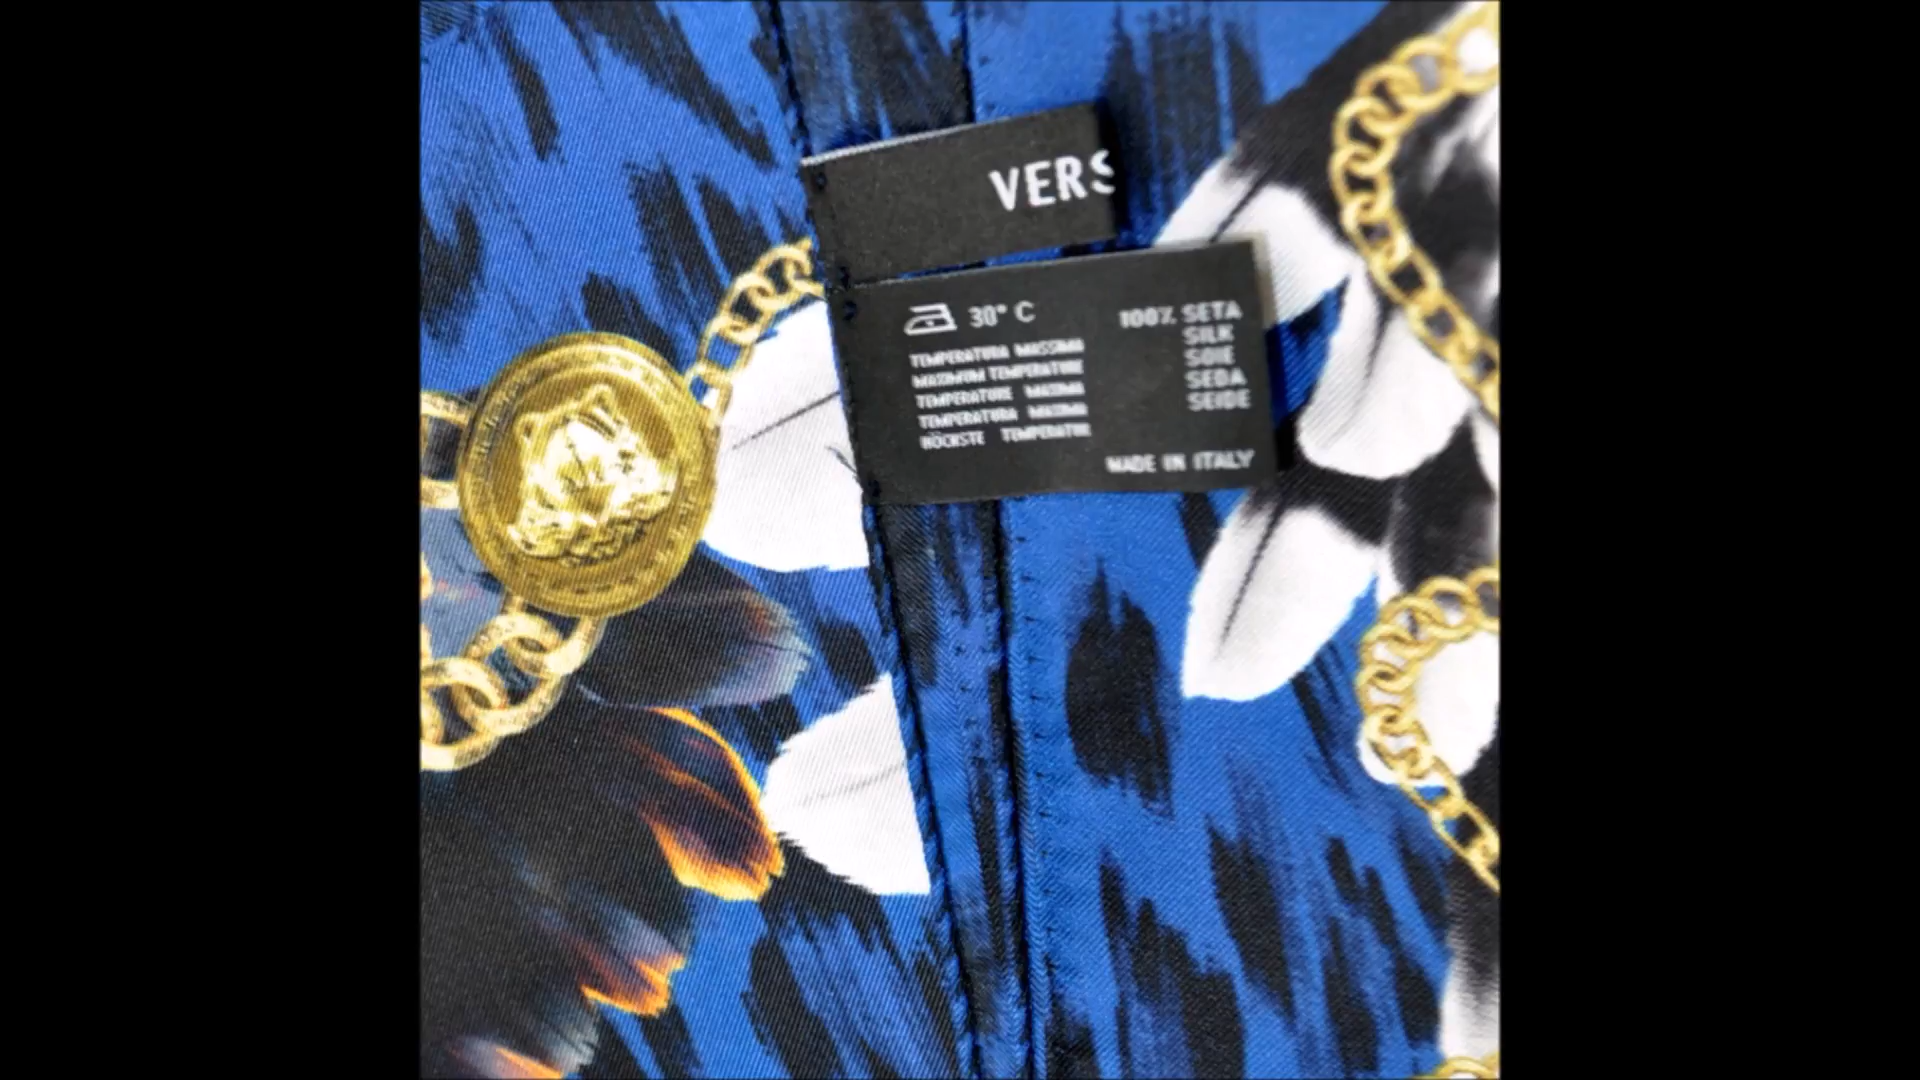 VERS
30° C
TEMPERATURA MASSIMA
MAXIMUM TEMPERATURE
TEMPERATURE MAXIMA
TEMPERATURA MAXIMA
HÖCHSTE TEMPERATUR
100% SETA
SILK
SOIE
SEDA
SEIDE
MADE IN ITALY